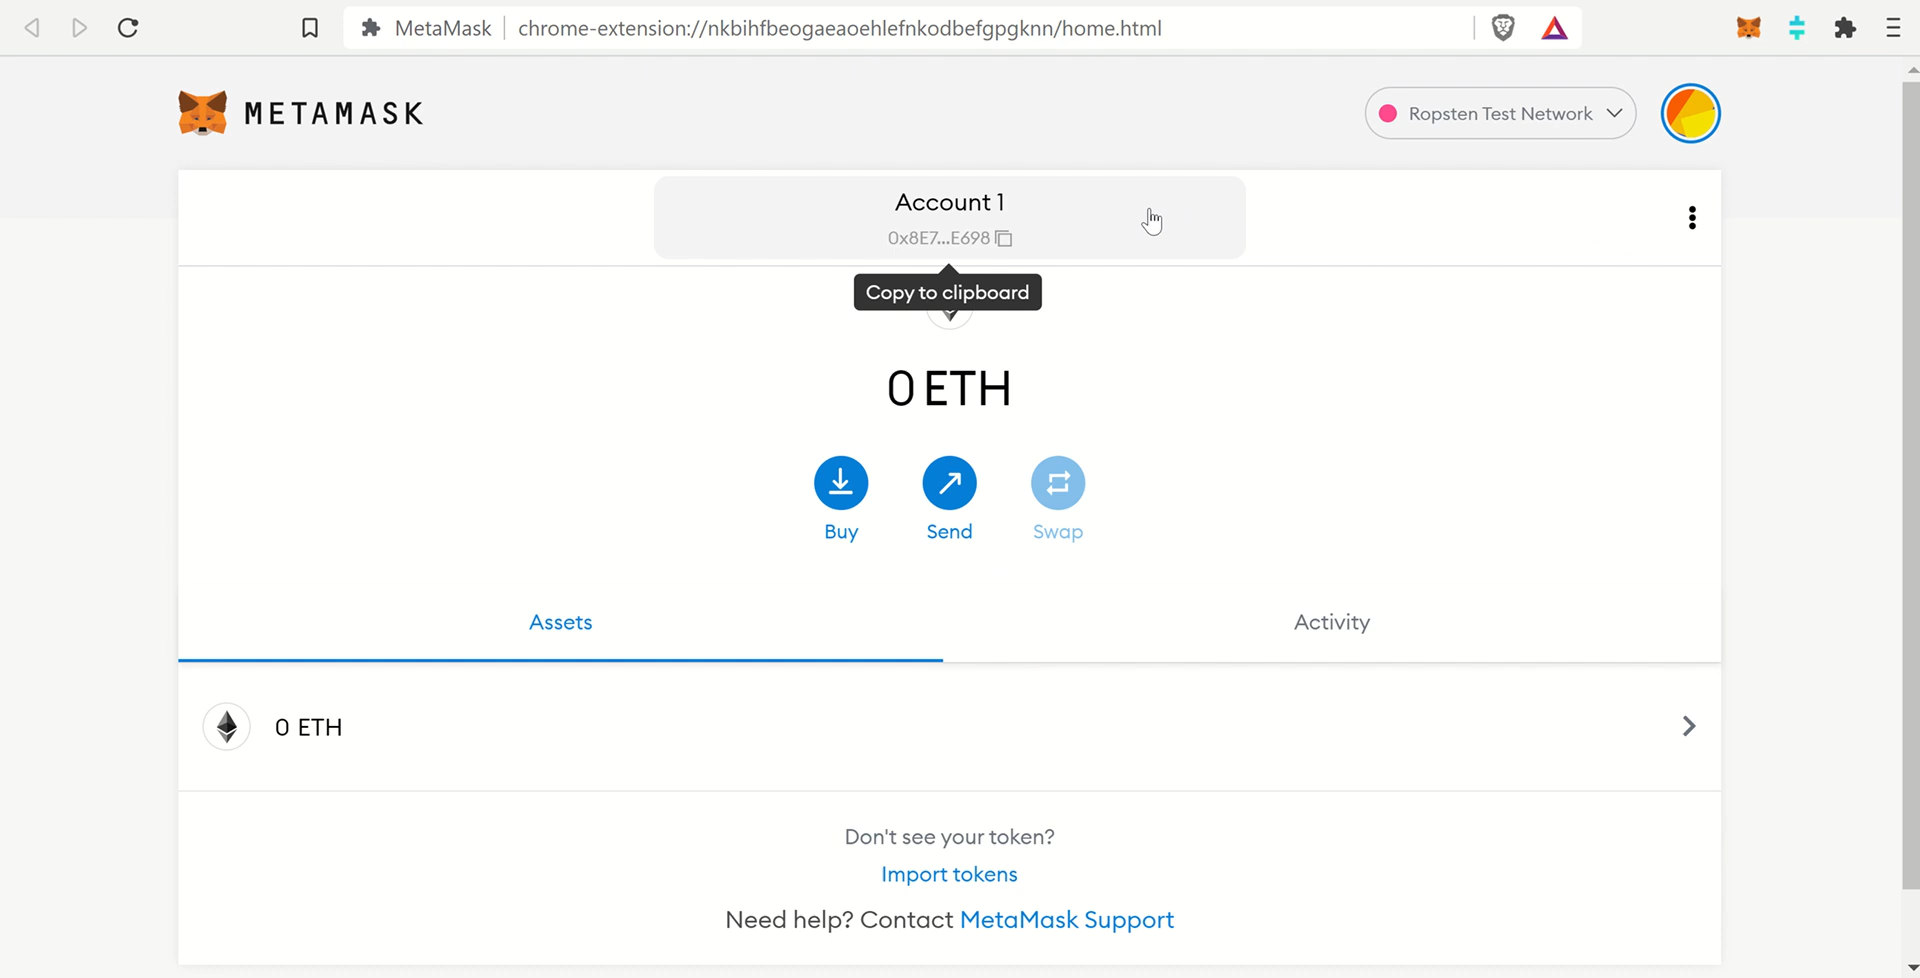 MetaMask
chrome-extension://nkbihfbeogaeaoehlefnkodbefgpgknn/home.html
METAMASK
Ropsten Test Network
Account 1
0x8E7...E698
Copy to clipboard
0 ETH
Buy
Send
Swap
Assets
Activity
0 ETH
Don't see your token?
Import tokens
Need help? Contact MetaMask Support